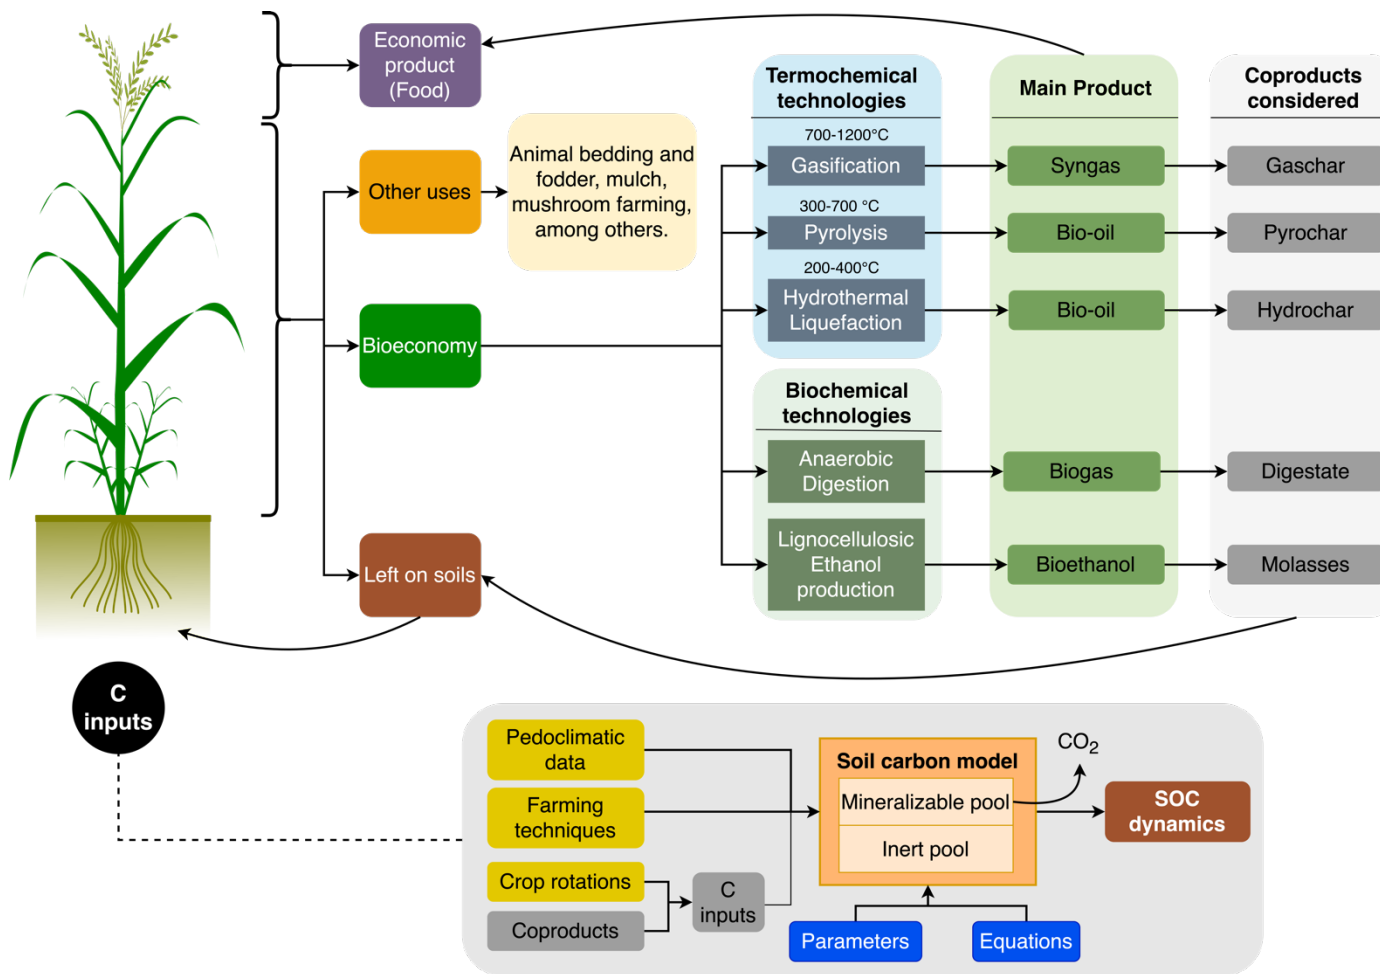 Economic
product
(Food)
Other uses
Animal bedding and
fodder, mulch,
mushroom farming,
among others.
Bioeconomy
Left on soils
Termochemical
technologies
700-1200°C
Gasification
300-700 °C
Pyrolysis
200-400°C
Hydrothermal
Liquefaction
Biochemical
technologies
Anaerobic
Digestion
Lignocellulosic
Ethanol
production
Main Product
Syngas
Bio-oil
Bio-oil
Biogas
Bioethanol
Coproducts
considered
Gaschar
Pyrochar
Hydrochar
Digestate
Molasses
C
inputs
Pedoclimatic
data
Farming
techniques
Crop rotations
Coproducts
C
inputs
Soil carbon model
Mineralizable pool
Inert pool
CO₂
SOC
dynamics
Parameters
Equations